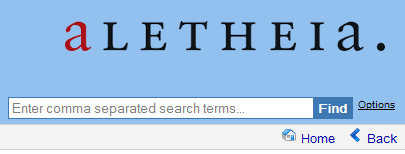 aLETHEIa.
Enter comma separated search terms... Find Options
Home Back